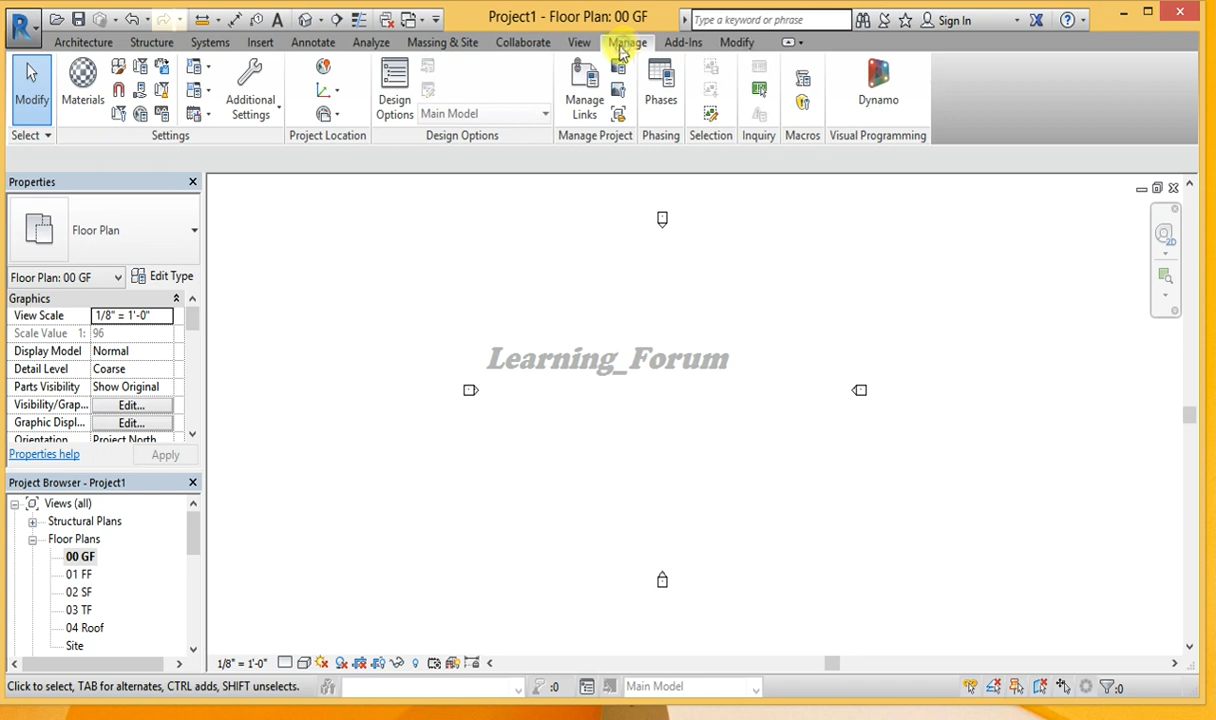 Project1 - Floor Plan: 00 GF
Type a keyword or phrase
Sign In
Architecture Structure Systems Insert Annotate Analyze Massing & Site Collaborate View Manage Add-Ins Modify
Modify
Materials
Additional
Settings
Design
Options
Main Model
Manage
Links
Phases
Dynamo
Select Settings Project Location Design Options Manage Project Phasing Selection Inquiry Macros Visual Programming
Properties
Floor Plan
Floor Plan: 00 GF
Edit Type
Graphics
View Scale 1/8" = 1'-0"
Scale Value 1: 96
Display Model Normal
Detail Level Coarse
Parts Visibility Show Original
Visibility/Grap... Edit...
Graphic Displ... Edit...
Orientation Project North
Properties help Apply
Learning_Forum
Project Browser - Project1
Views (all)
Structural Plans
Floor Plans
00 GF
01 FF
02 SF
03 TF
04 Roof
Site
1/8" = 1'-0"
Click to select, TAB for alternates, CTRL adds, SHIFT unselects.
:0
Main Model
:0
2D